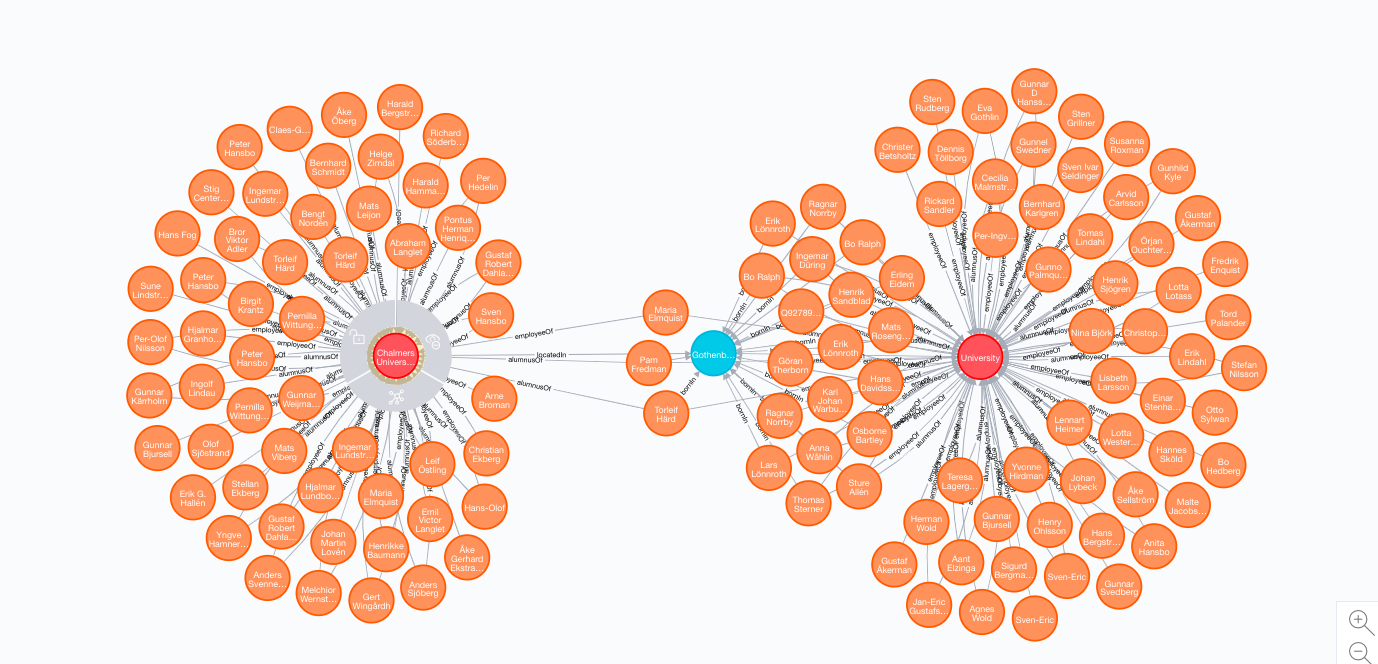 Harald
Bergstr...
Åke
Öberg
Claes-G...
Richard
Söderb...
Peter
Hansbo
Helge
Zimdal
Bernhard
Schmidt
Per
Hedelin
Harald
Hamma...
Stig
Center...
Ingemar
Lundstr...
Mats
Leijon
Bengt
Nordén
Pontus
Herman
Henriq...
Hans Fog
Bror
Viktor
Adler
Abraham
Langlet
Torleif
Härd
Torleif
Härd
Gustaf
Robert
Dahla...
Sune
Lindstr...
Peter
Hansbo
Birgit
Krantz
Pernilla
Wittung...
Sven
Hansbo
Hjalmar
Granho...
Per-Olof
Nilsson
Peter
Hansbo
Chalmers
Univers...
Gunnar
Kärrholm
Ingolf
Lindau
Gunnar
Weijma...
Arne
Broman
Pernilla
Wittung...
Gunnar
Bjursell
Olof
Sjöstrand
Mats
Viberg
Ingemar
Lundstr...
Leif
Östling
Christian
Ekberg
Erik G.
Hallén
Stellan
Ekberg
Hjalmar
Lundbo...
Maria
Elmquist
Hans-Olof
Emil
Victor
Langlet
Yngve
Hamner...
Gustaf
Robert
Dahla...
Johan
Martin
Lovén
Henrikke
Baumann
Åke
Gerhard
Ekstra...
Anders
Svenne...
Melchior
Wernst...
Gert
Wingårdh
Anders
Sjöberg
employeeOf
alumnusOf
locatedIn
alumnusOf
employeeOf
alumnusOf
Maria
Elmquist
Pam
Fredman
Torleif
Härd
Gothenb...
bornIn
bornIn
bornIn
bornIn
Erik
Lönnroth
Ragnar
Norrby
Bo Ralph
Ingemar
Düring
Bo Ralph
Erling
Eidem
Henrik
Sandblad
Q92789...
Mats
Roseng...
Erik
Lönnroth
Göran
Therborn
Hans
Davidss...
Karl
Johan
Warbu...
Ragnar
Norrby
Osborne
Bartley
Anna
Wåhlin
Lars
Lönnroth
Sture
Allén
Thomas
Sterner
University
Sten
Rudberg
Eva
Gothlin
Gunnar
D
Hanss...
Sten
Grillner
Christer
Betsholtz
Dennis
Töllborg
Gunnel
Swedner
Susanna
Roxman
Cecilia
Malmstr...
Sven Ivar
Seldinger
Gunhild
Kyle
Rickard
Sandler
Bernhard
Karlgren
Arvid
Carlsson
Per-Ingv...
Tomas
Lindahl
Gustaf
Åkerman
Örjan
Ouchter...
Gunno
Palmqu...
Henrik
Sjögren
Fredrik
Enquist
Lotta
Lotass
Nina Björk
Christop...
Tord
Palander
Erik
Lindahl
Stefan
Nilsson
Lisbeth
Larsson
Einar
Stenha...
Otto
Sylwan
Lennart
Heimer
Lotta
Wester...
Hannes
Sköld
Bo
Hedberg
Teresa
Lagerg...
Yvonne
Hirdman
Johan
Lybeck
Åke
Sellström
Malte
Jacobs...
Herman
Wold
Gunnar
Bjursell
Henry
Ohlsson
Hans
Bergstr...
Anita
Hansbo
Gustaf
Åkerman
Aant
Elzinga
Sigurd
Bergma...
Sven-Eric
Gunnar
Svedberg
Jan-Eric
Gustafs...
Agnes
Wold
Sven-Eric
employeeOf
alumnusOf